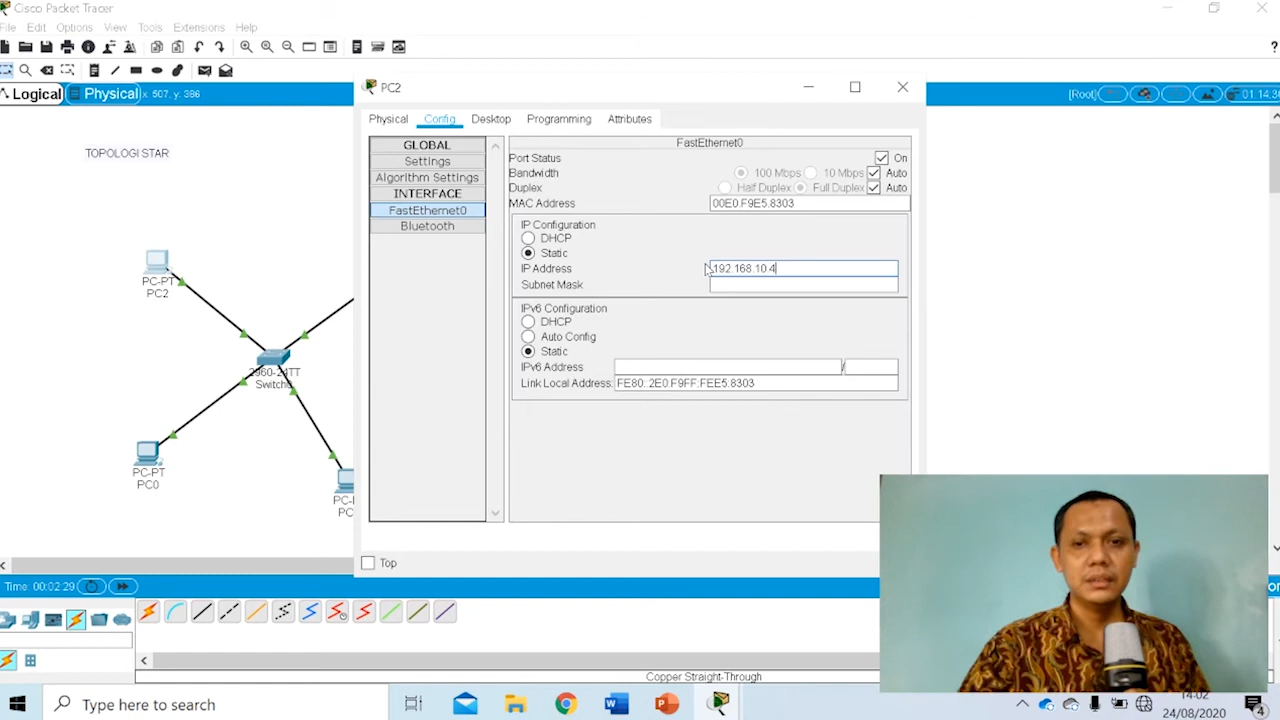 Cisco Packet Tracer
File Edit Options View Tools Extensions Help
Logical Physical x: 507, y: 386
[Root]
TOPOLOGI STAR
PC-PT
PC2
2960-24TT
Switch0
PC-PT
PC0
PC2
Physical Config Desktop Programming Attributes
GLOBAL
Settings
Algorithm Settings
INTERFACE
FastEthernet0
Bluetooth
FastEthernet0
Port Status On
Bandwidth 100 Mbps 10 Mbps Auto
Duplex Half Duplex Full Duplex Auto
MAC Address 00E0.F9E5.8303
IP Configuration
DHCP
Static
IP Address 192.168.10.4
Subnet Mask
IPv6 Configuration
DHCP
Auto Config
Static
IPv6 Address /
Link Local Address: FE80::2E0:F9FF:FEE5:8303
Top
Time: 00:02:29
Copper Straight-Through
Type here to search
14:02
24/08/2020
4